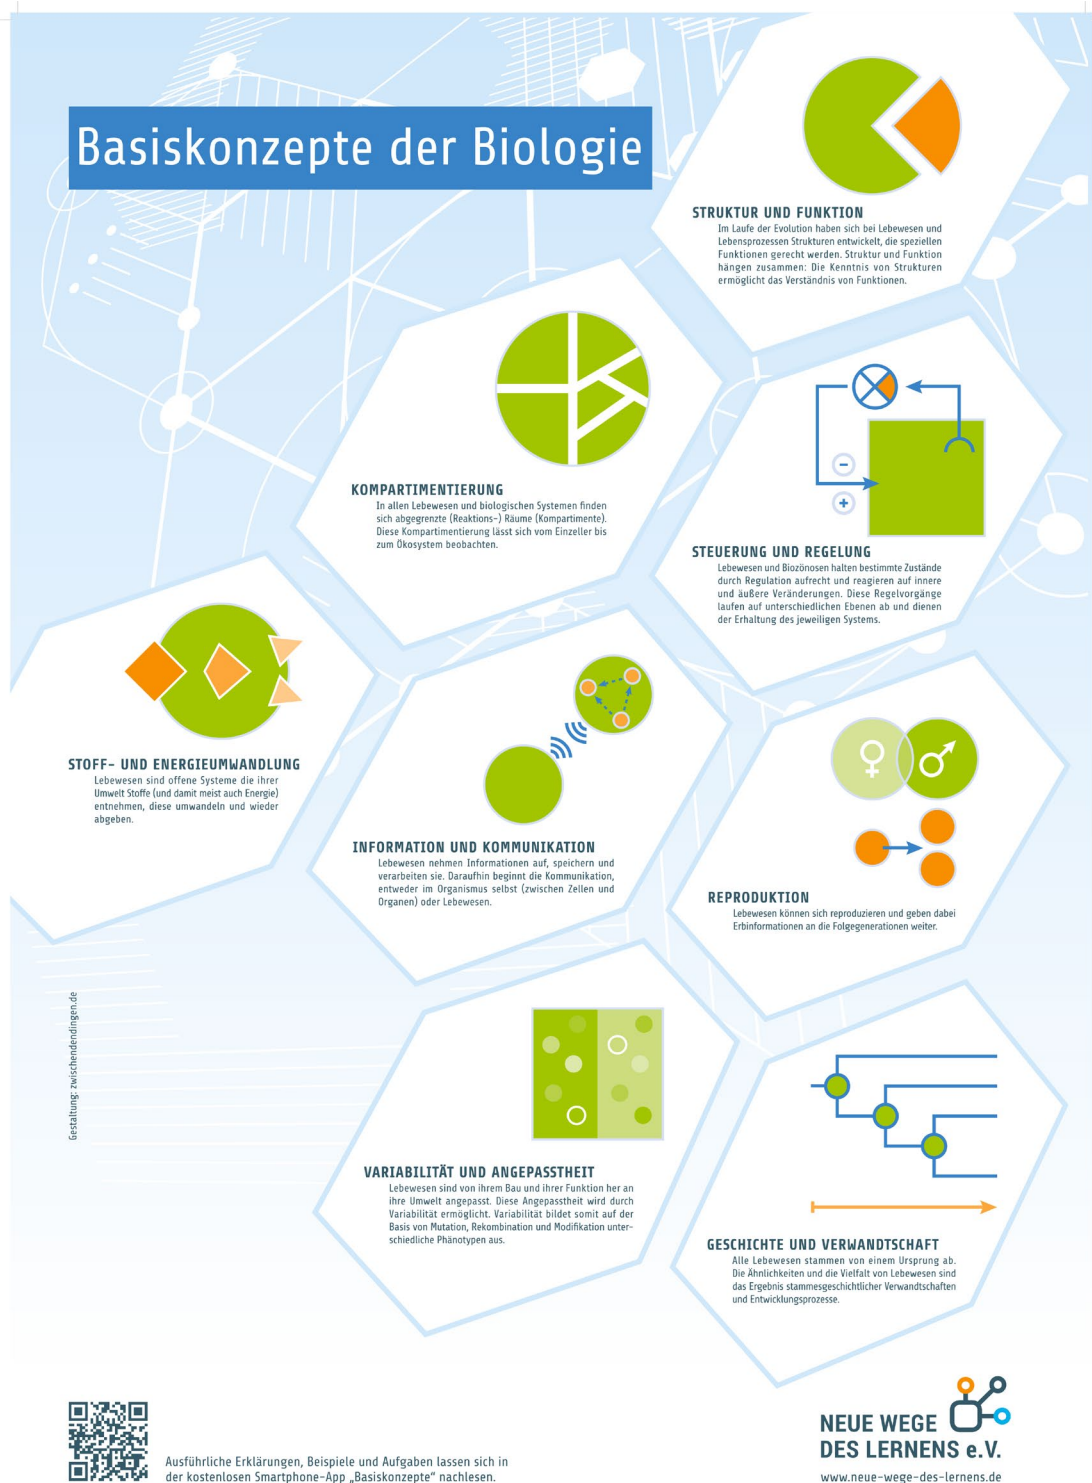 Basiskonzepte der Biologie
STRUKTUR UND FUNKTION
Im Laufe der Evolution haben sich bei Lebewesen und
Lebensprozessen Strukturen entwickelt, die speziellen
Funktionen gerecht werden. Struktur und Funktion
hängen zusammen: Die Kenntnis von Strukturen
ermöglicht das Verständnis von Funktionen.
KOMPARTIMENTIERUNG
In allen Lebewesen und biologischen Systemen finden
sich abgegrenzte (Reaktions-) Räume (Kompartimente).
Diese Kompartimentierung lässt sich vom Einzeller bis
zum Ökosystem beobachten.
-
+
STEUERUNG UND REGELUNG
Lebewesen und Biozönosen halten bestimmte Zustände
durch Regulation aufrecht und reagieren auf innere
und äußere Veränderungen. Diese Regelvorgänge
laufen auf unterschiedlichen Ebenen ab und dienen
der Erhaltung des jeweiligen Systems.
STOFF- UND ENERGIEUMWANDLUNG
Lebewesen sind offene Systeme die ihrer
Umwelt Stoffe (und damit meist auch Energie)
entnehmen, diese umwandeln und wieder
abgeben.
INFORMATION UND KOMMUNIKATION
Lebewesen nehmen Informationen auf, speichern und
verarbeiten sie. Daraufhin beginnt die Kommunikation,
entweder im Organismus selbst (zwischen Zellen und
Organen) oder Lebewesen.
REPRODUKTION
Lebewesen können sich reproduzieren und geben dabei
Erbinformationen an die Folgegenerationen weiter.
VARIABILITÄT UND ANGEPASSTHEIT
Lebewesen sind von ihrem Bau und ihrer Funktion her an
ihre Umwelt angepasst. Diese Angepasstheit wird durch
Variabilität ermöglicht. Variabilität bildet somit auf der
Basis von Mutation, Rekombination und Modifikation unter-
schiedliche Phänotypen aus.
GESCHICHTE UND VERWANDTSCHAFT
Alle Lebewesen stammen von einem Ursprung ab.
Die Ähnlichkeiten und die Vielfalt von Lebewesen sind
das Ergebnis stammesgeschichtlicher Verwandtschaften
und Entwicklungsprozesse.
Gestaltung: zwischendendingen.de
Ausführliche Erklärungen, Beispiele und Aufgaben lassen sich in
der kostenlosen Smartphone-App „Basiskonzepte“ nachlesen.
NEUE WEGE
DES LERNENS e.V.
www.neue-wege-des-lernens.de